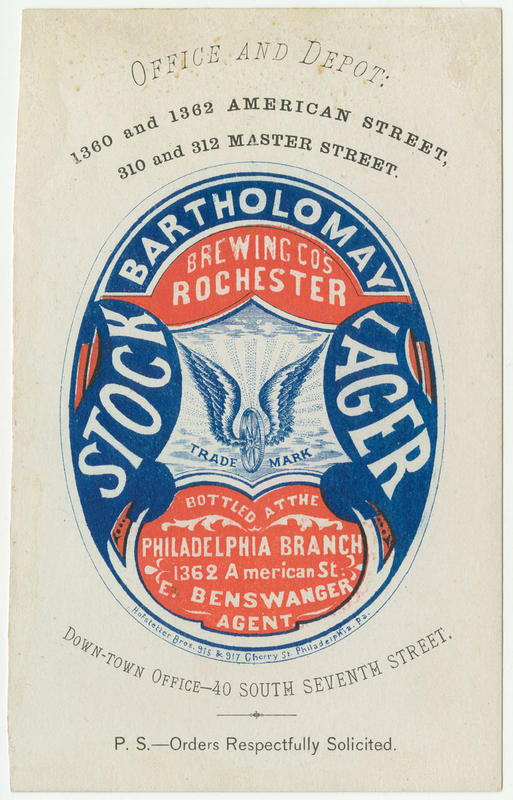 OFFICE AND DEPOT:
1360 and 1362 AMERICAN STREET,
310 and 312 MASTER STREET.
BARTHOLOMAY
BREWING CO'S
ROCHESTER
STOCK LAGER
TRADE MARK
BOTTLED AT THE
PHILADELPHIA BRANCH
1362 American St.
E. BENSWANGER
AGENT
Hofstetter Bros. 915 & 917 Cherry St. Philadelphia, Pa.
DOWN-TOWN OFFICE—40 SOUTH SEVENTH STREET.
P. S.—Orders Respectfully Solicited.